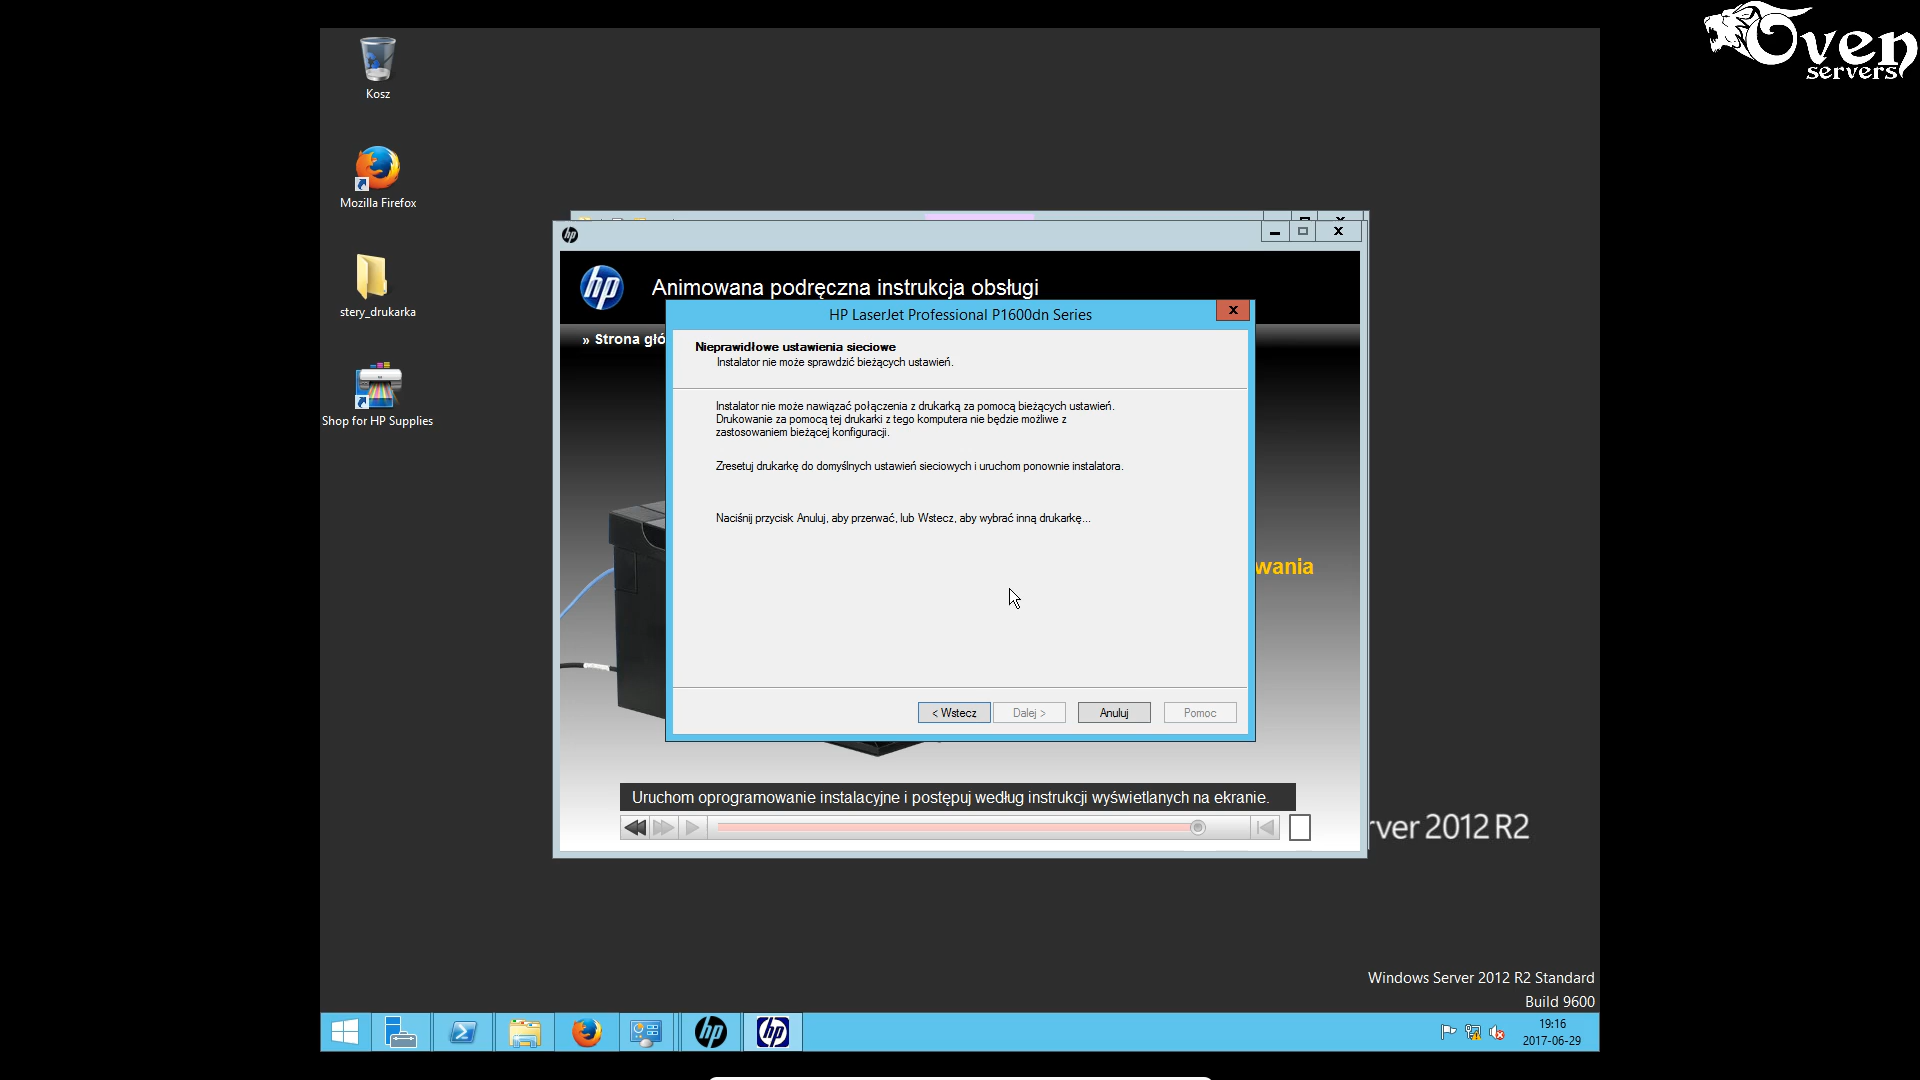 Oven
servers
Kosz
Mozilla Firefox
stery_drukarka
Shop for HP Supplies
hp
Animowana podręczna instrukcja obsługi
» Strona głó
HP LaserJet Professional P1600dn Series
x
Nieprawidłowe ustawienia sieciowe
Instalator nie może sprawdzić bieżących ustawień.
Instalator nie może nawiązać połączenia z drukarką za pomocą bieżących ustawień.
Drukowanie za pomocą tej drukarki z tego komputera nie będzie możliwe z
zastosowaniem bieżącej konfiguracji.
Zresetuj drukarkę do domyślnych ustawień sieciowych i uruchom ponownie instalatora.
Naciśnij przycisk Anuluj, aby przerwać, lub Wstecz, aby wybrać inną drukarkę...
wania
< Wstecz
Dalej >
Anuluj
Pomoc
Uruchom oprogramowanie instalacyjne i postępuj według instrukcji wyświetlanych na ekranie.
rver 2012 R2
Windows Server 2012 R2 Standard
Build 9600
hp
hp
19:16
2017-06-29